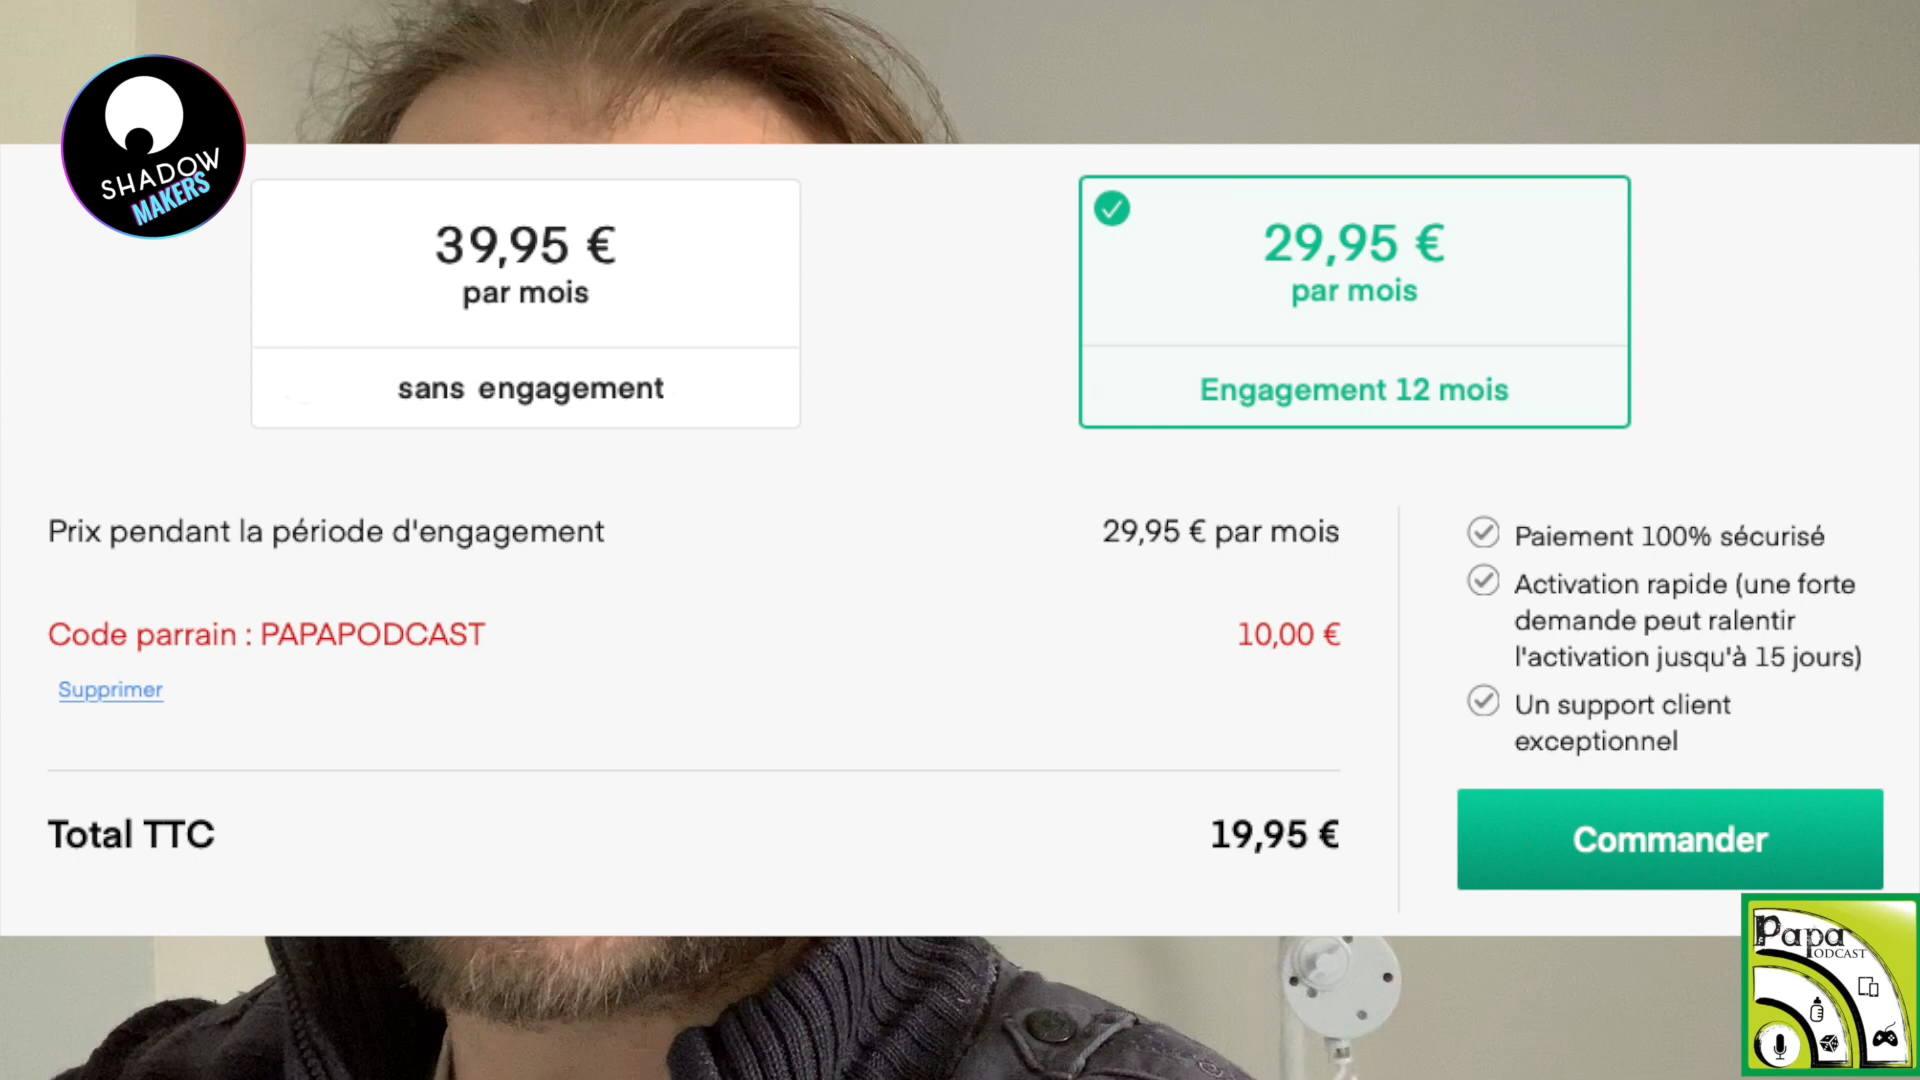 SHADOW
MAKERS
39,95 €
par mois
sans engagement
29,95 €
par mois
Engagement 12 mois
Prix pendant la période d'engagement
29,95 € par mois
Code parrain : PAPAPODCAST
10,00 €
Supprimer
Total TTC
19,95 €
Paiement 100% sécurisé
Activation rapide (une forte
demande peut ralentir
l'activation jusqu'à 15 jours)
Un support client
exceptionnel
Commander
Papa
PODCAST